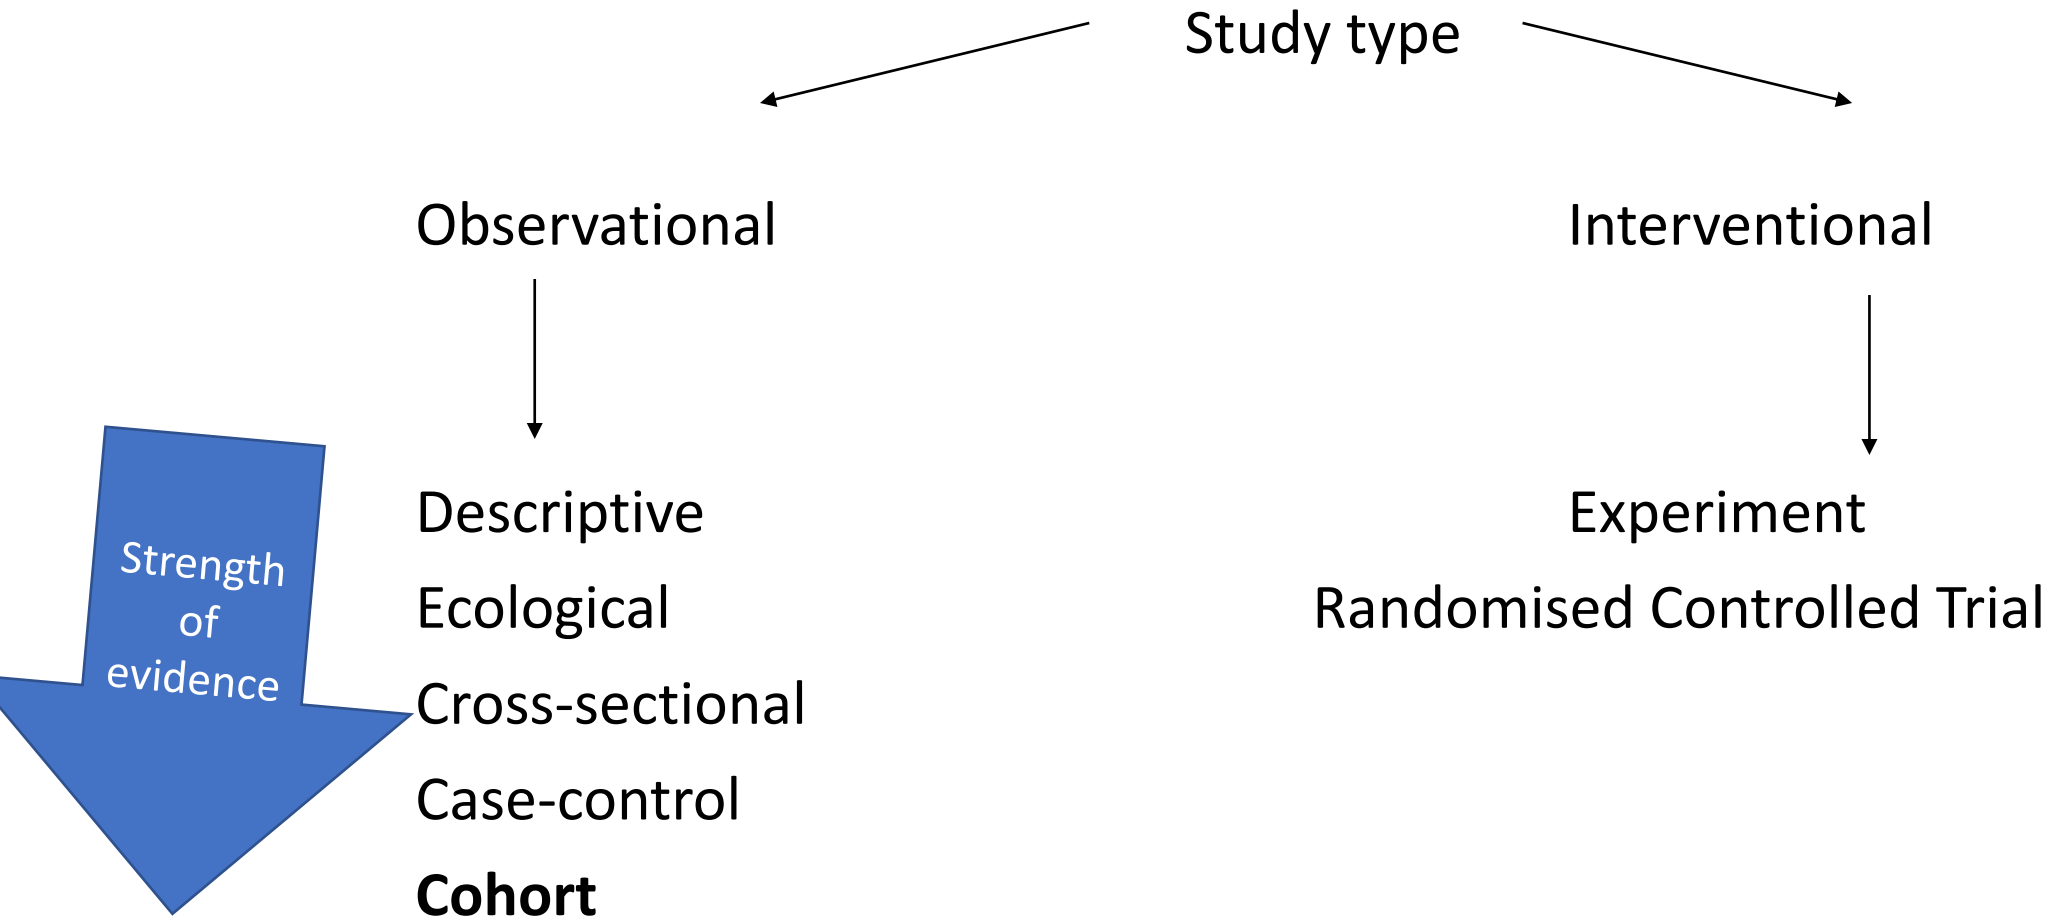 Study type
Observational
Interventional
Descriptive
Experiment
Strength
of
evidence
Ecological
Randomised Controlled Trial
Cross-sectional
Case-control
Cohort